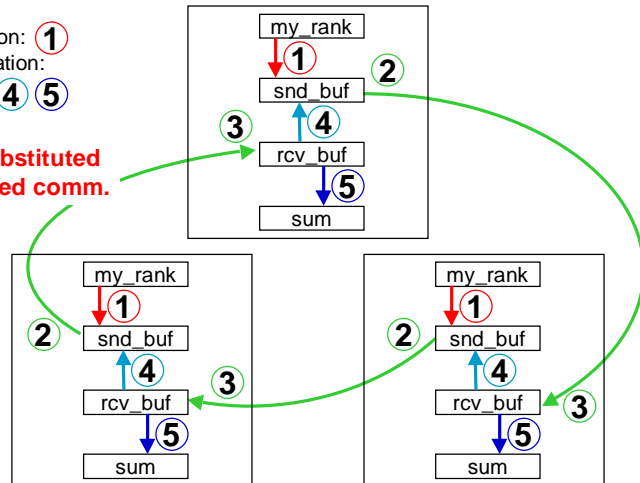 on: 1
ation:
4 5
bstituted
ed comm.
my_rank
1
2
snd_buf
3
4
rcv_buf
5
sum
my_rank
1
2
snd_buf
4
3
rcv_buf
5
sum
my_rank
1
2
snd_buf
4
rcv_buf
3
5
sum